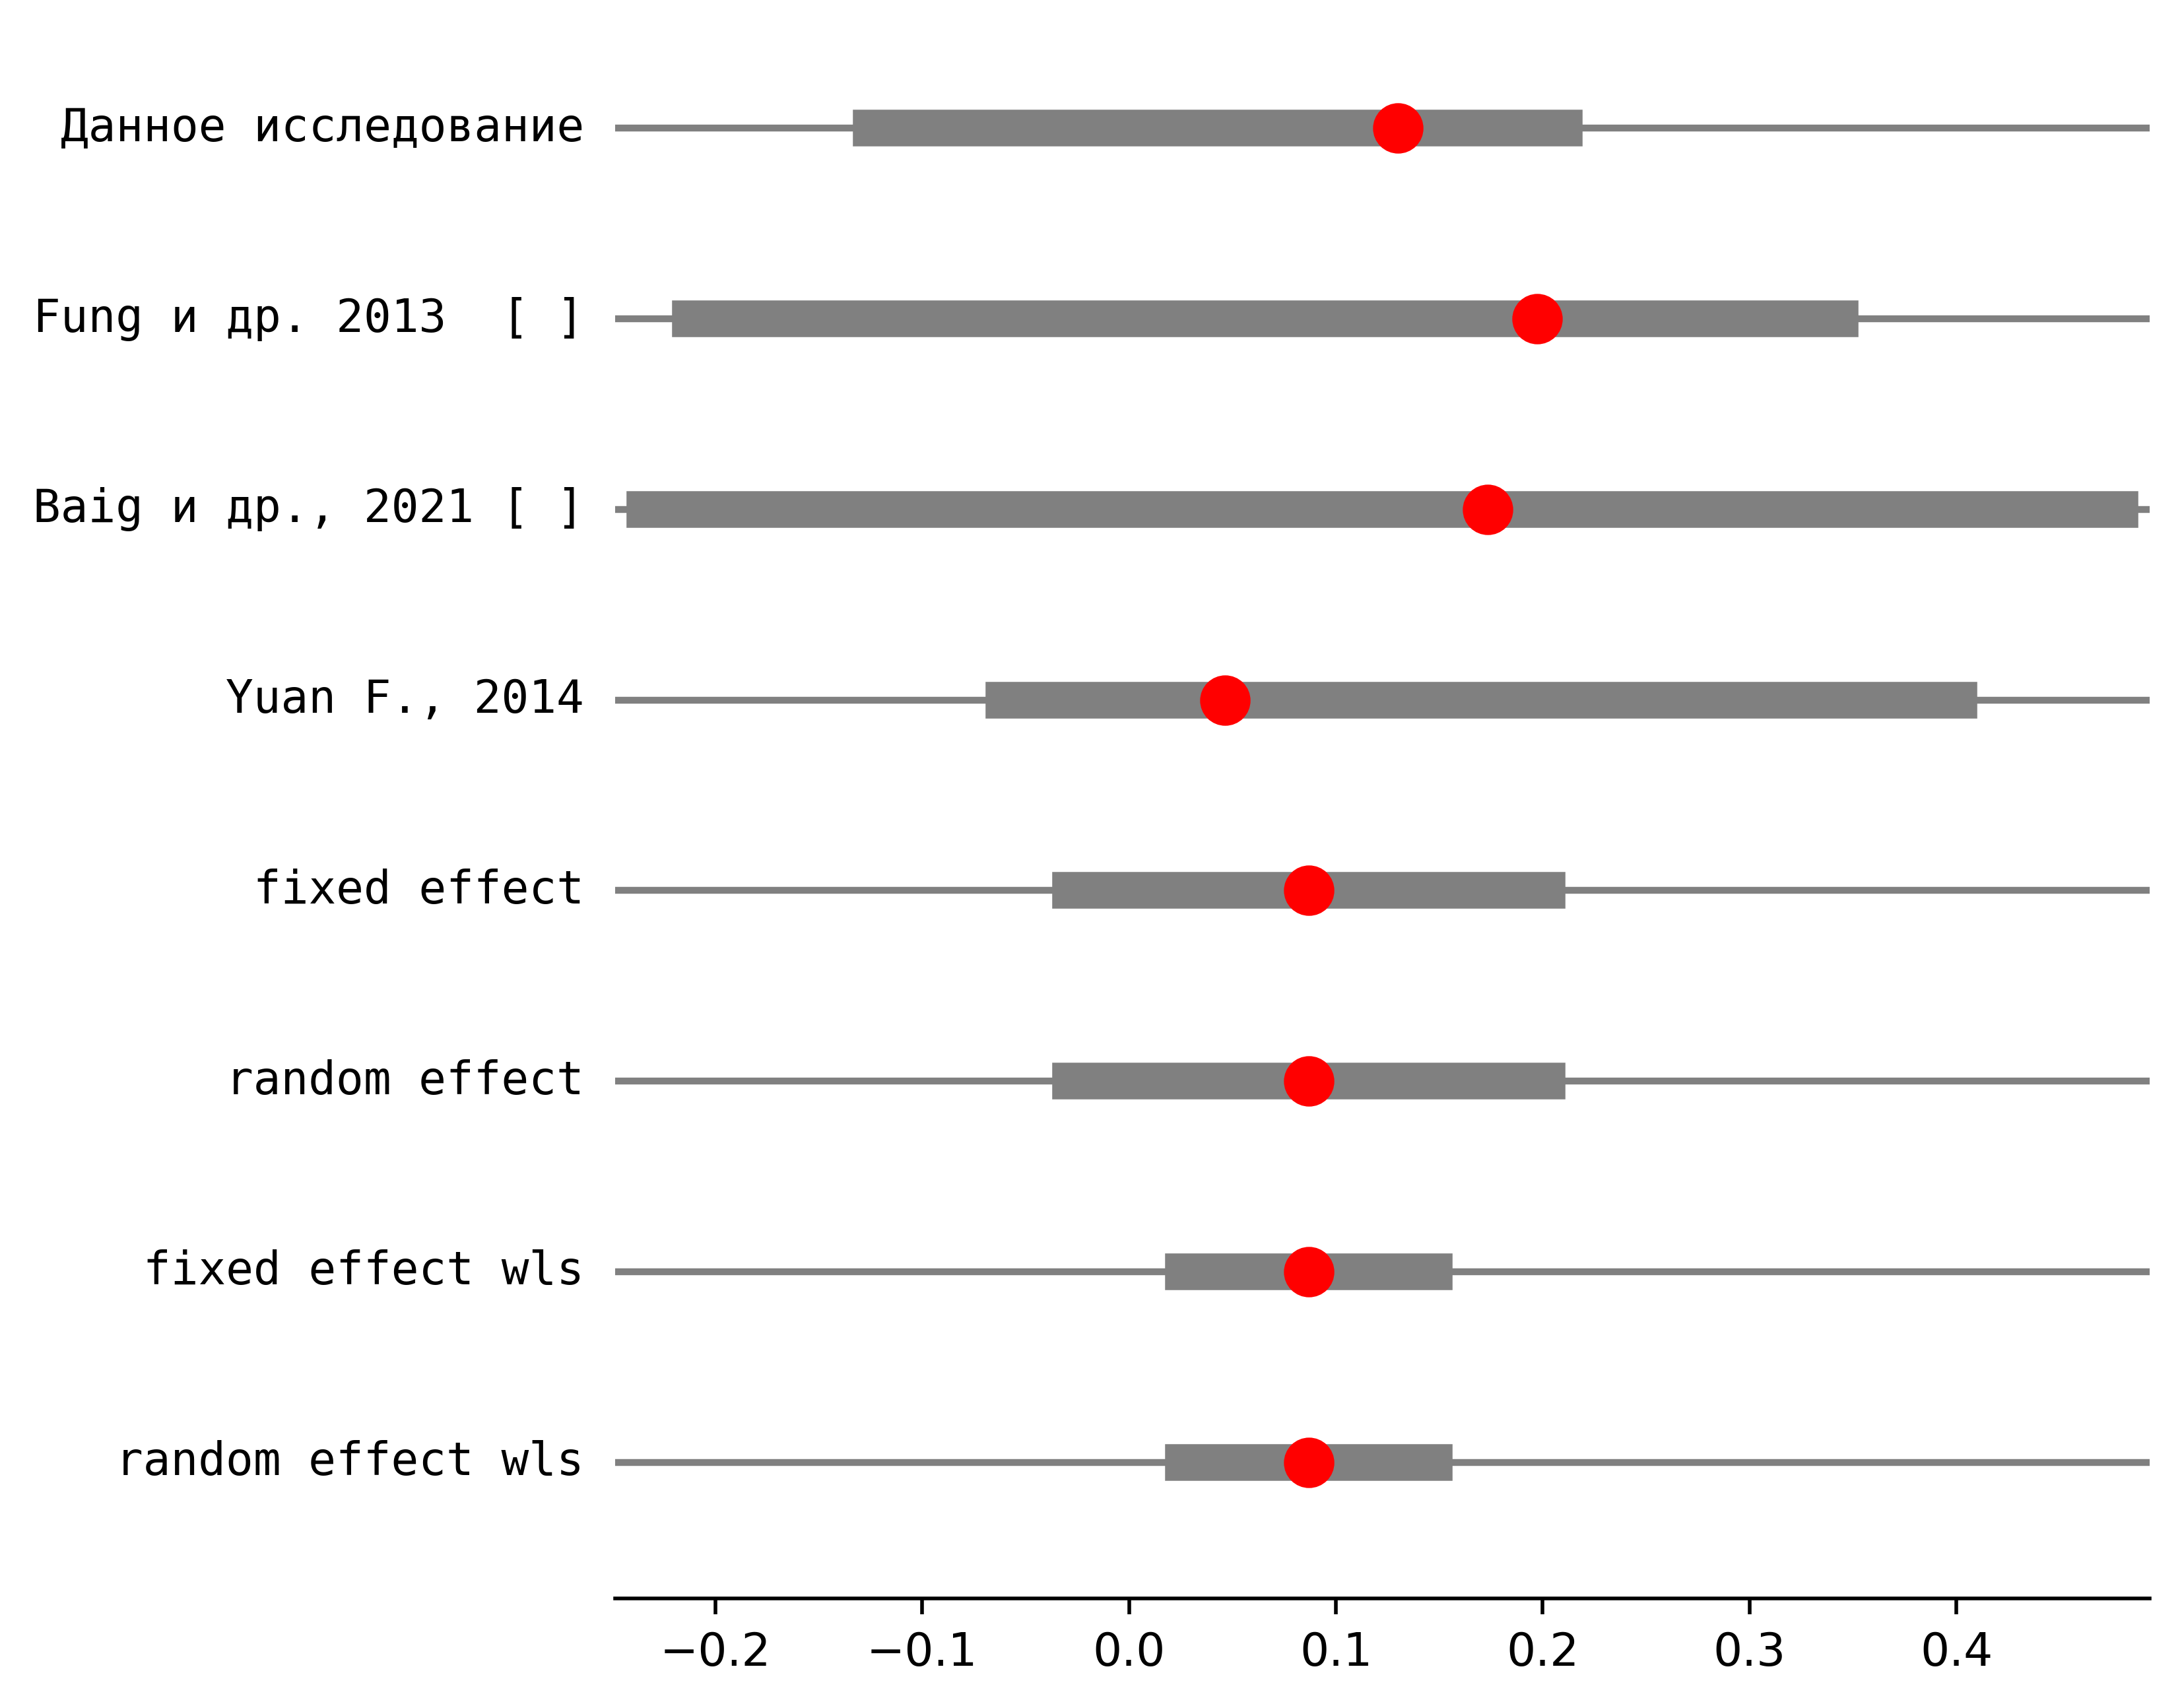 Данное исследование
Fung и др. 2013  [ ]
Baig и др., 2021 [ ]
Yuan F., 2014
fixed effect
random effect
fixed effect wls
random effect wls
−0.2 −0.1 0.0 0.1 0.2 0.3 0.4